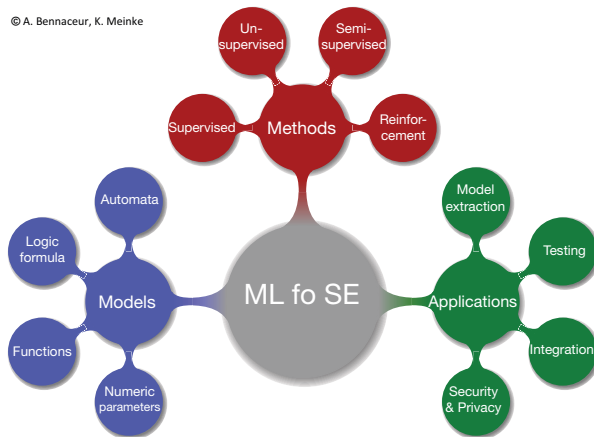 © A. Bennaceur, K. Meinke
Un-
supervised
Semi-
supervised
Supervised
Methods
Reinfor-
cement
Automata
Logic
formula
Models
Functions
Numeric
parameters
ML fo SE
Model
extraction
Testing
Applications
Integration
Security
& Privacy